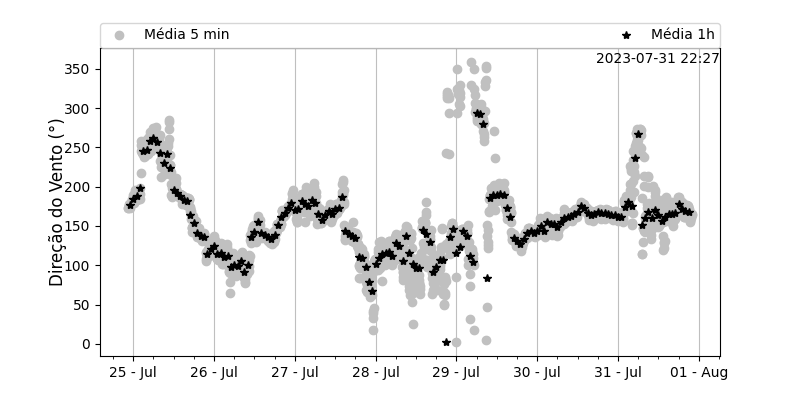 Média 5 min
Média 1h
2023-07-31 22:27
Direção do Vento (°)
350
300
250
200
150
100
50
0
25 - Jul
26 - Jul
27 - Jul
28 - Jul
29 - Jul
30 - Jul
31 - Jul
01 - Aug